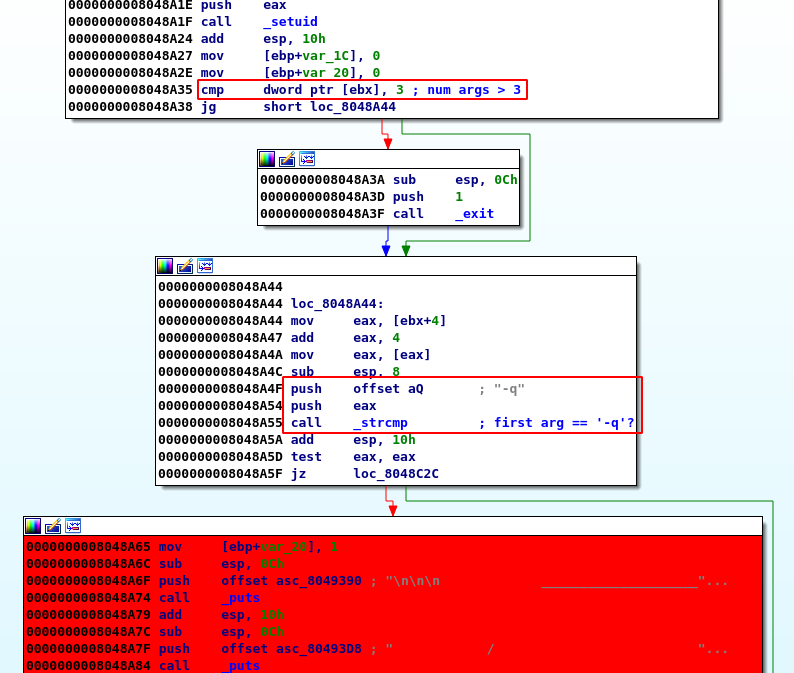 0000000008048A1E push    eax
0000000008048A1F call    _setuid
0000000008048A24 add     esp, 10h
0000000008048A27 mov     [ebp+var_1C], 0
0000000008048A2E mov     [ebp+var_20], 0
0000000008048A35 cmp     dword ptr [ebx], 3 ; num args > 3
0000000008048A38 jg      short loc_8048A44
0000000008048A3A sub     esp, 0Ch
0000000008048A3D push    1
0000000008048A3F call    _exit
0000000008048A44
0000000008048A44 loc_8048A44:
0000000008048A44 mov     eax, [ebx+4]
0000000008048A47 add     eax, 4
0000000008048A4A mov     eax, [eax]
0000000008048A4C sub     esp, 8
0000000008048A4F push    offset aQ       ; "-q"
0000000008048A54 push    eax
0000000008048A55 call    _strcmp         ; first arg == '-q'?
0000000008048A5A add     esp, 10h
0000000008048A5D test    eax, eax
0000000008048A5F jz      loc_8048C2C
0000000008048A65 mov     [ebp+var_20], 1
0000000008048A6C sub     esp, 0Ch
0000000008048A6F push    offset asc_8049390 ; "\n\n\n             ____________________"...
0000000008048A74 call    _puts
0000000008048A79 add     esp, 10h
0000000008048A7C sub     esp, 0Ch
0000000008048A7F push    offset asc_80493D8 ; "            /                          "...
0000000008048A84 call    _puts